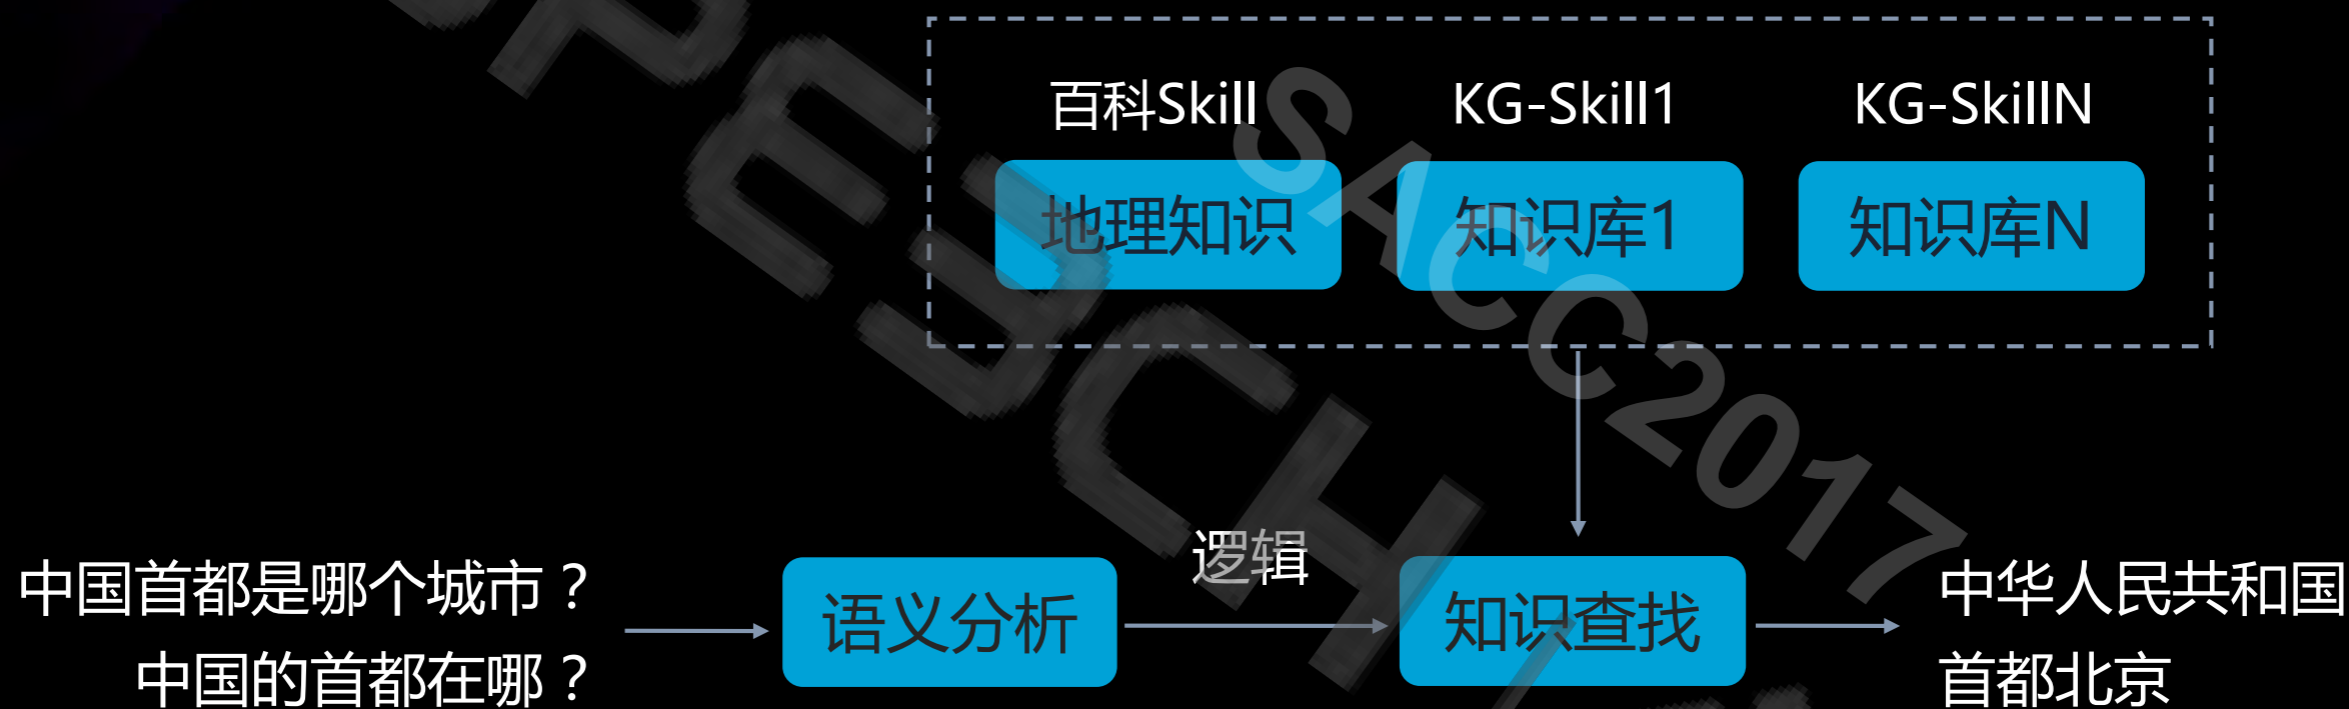 百科Skill
KG-Skill1
KG-SkillN
地理知识
知识库1
知识库N
SACC2017
中国首都是哪个城市？
中国的首都在哪？
语义分析
逻辑
知识查找
中华人民共和国
首都北京